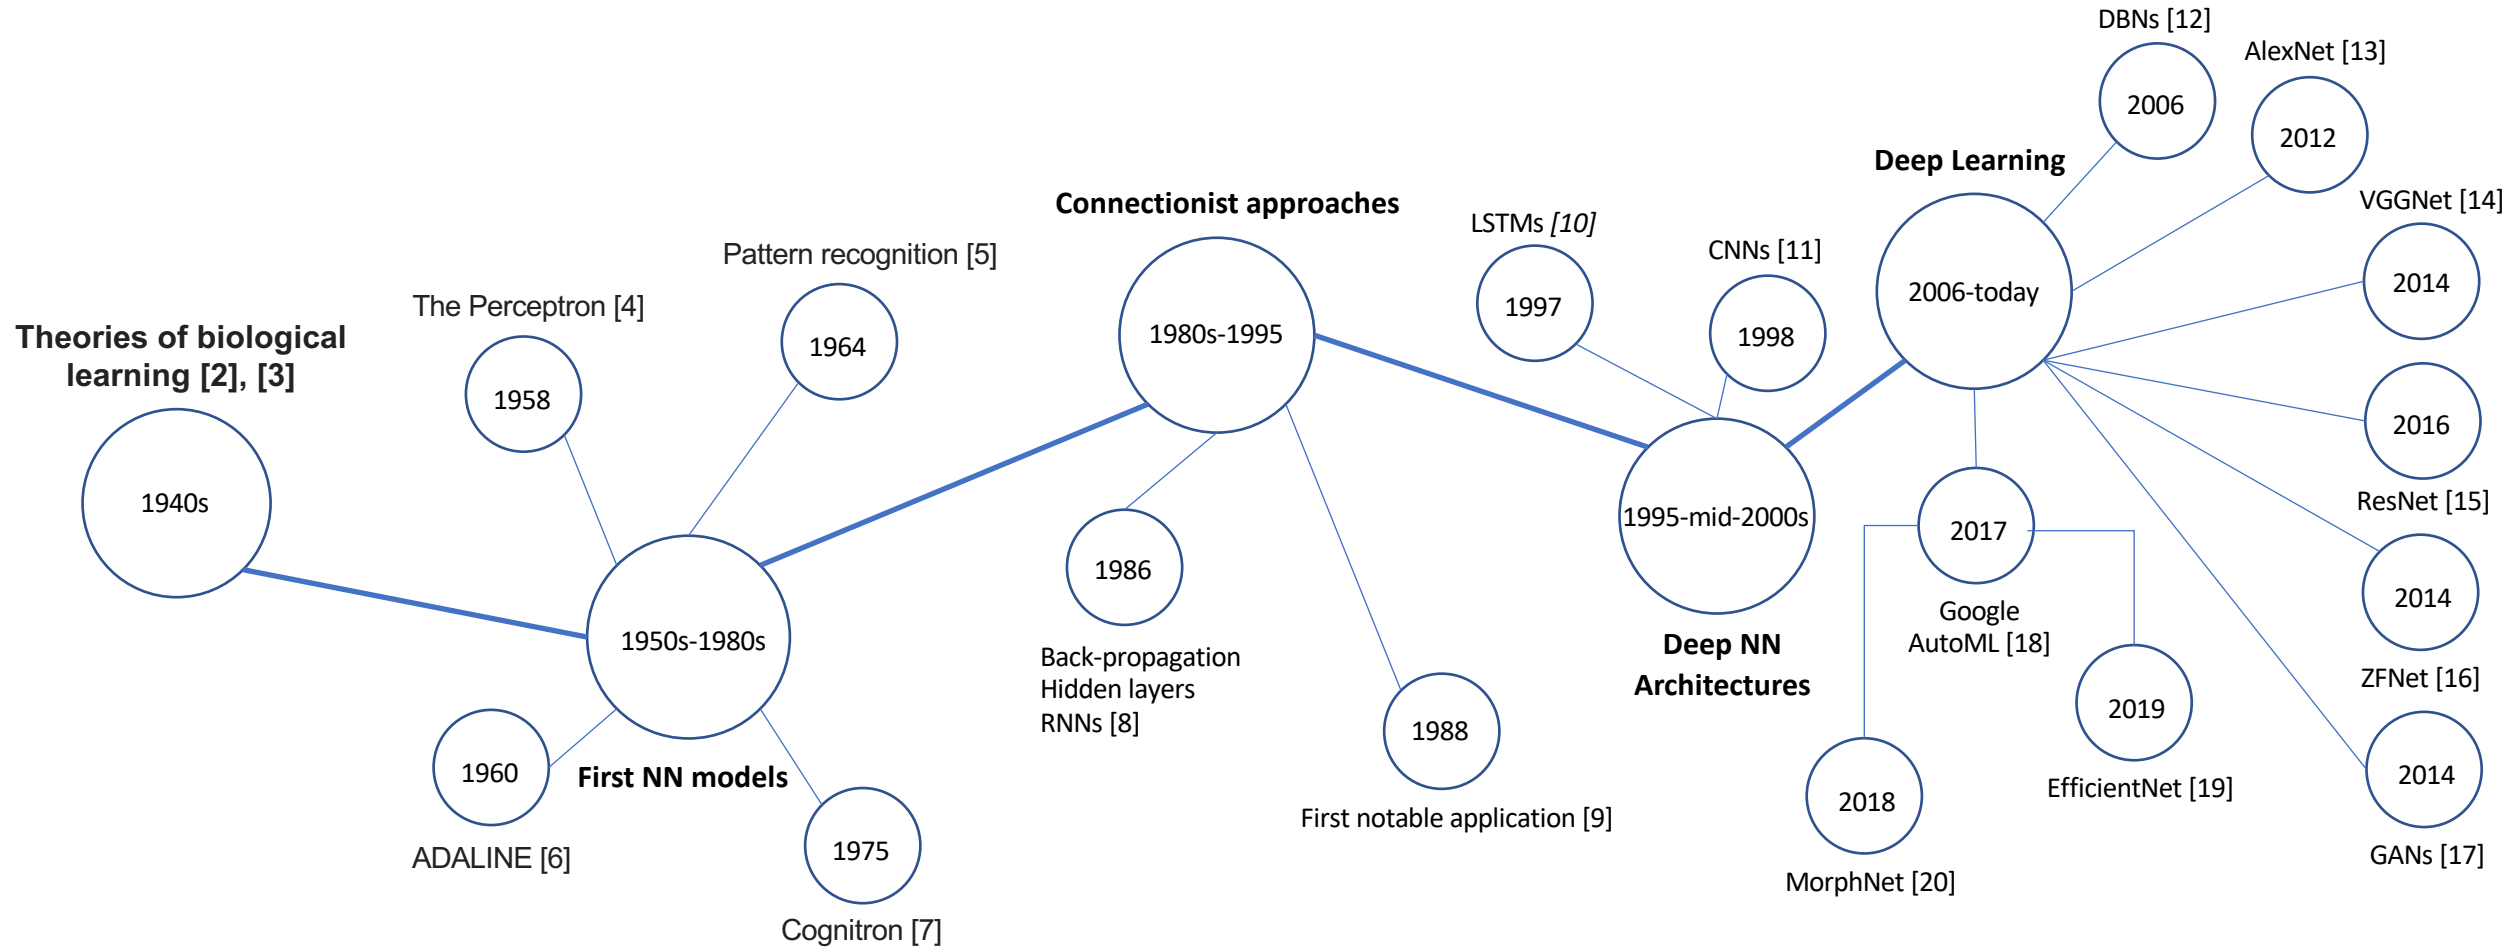 Theories of biological
learning [2], [3]
1940s
The Perceptron [4]
1958
Pattern recognition [5]
1964
1950s-1980s
First NN models
1960
ADALINE [6]
1975
Cognitron [7]
Connectionist approaches
1980s-1995
1986
Back-propagation
Hidden layers
RNNs [8]
1988
First notable application [9]
LSTMs [10]
1997
CNNs [11]
1998
1995-mid-2000s
Deep NN
Architectures
Deep Learning
2006-today
DBNs [12]
2006
AlexNet [13]
2012
VGGNet [14]
2014
2016
ResNet [15]
2014
ZFNet [16]
2014
GANs [17]
2017
Google
AutoML [18]
2018
MorphNet [20]
2019
EfficientNet [19]